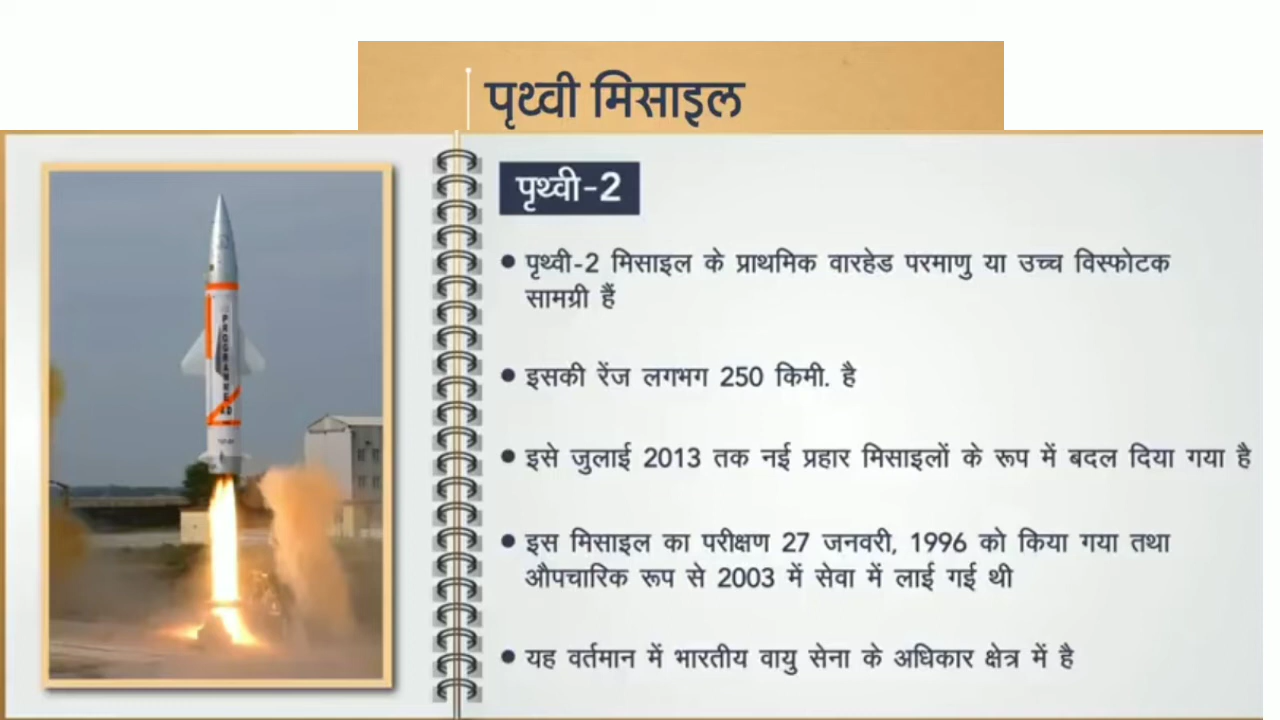 पृथ्वी मिसाइल
पृथ्वी-2
• पृथ्वी-2 मिसाइल के प्राथमिक वारहेड परमाणु या उच्च विस्फोटक
सामग्री हैं
• इसकी रेंज लगभग 250 किमी. है
• इसे जुलाई 2013 तक नई प्रहार मिसाइलों के रूप में बदल दिया गया है
• इस मिसाइल का परीक्षण 27 जनवरी, 1996 को किया गया तथा
औपचारिक रूप से 2003 में सेवा में लाई गई थी
• यह वर्तमान में भारतीय वायु सेना के अधिकार क्षेत्र में है